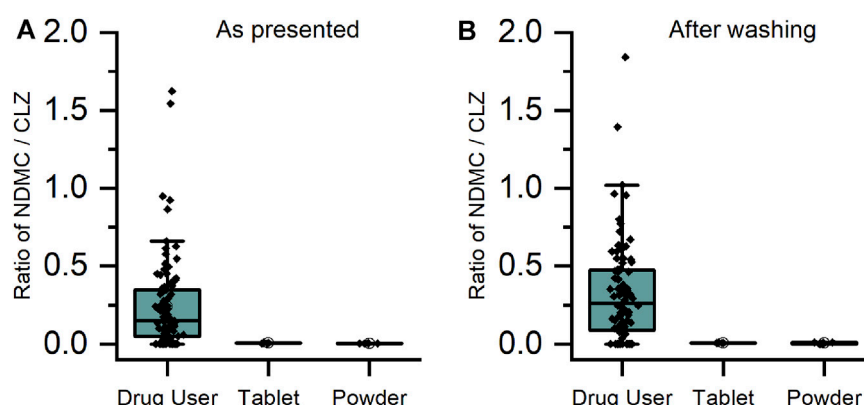 A As presented
Ratio of NDMC / CLZ
2.0
1.5
1.0
0.5
0.0
Drug User Tablet Powder
B After washing
Ratio of NDMC / CLZ
2.0
1.5
1.0
0.5
0.0
Drug User Tablet Powder